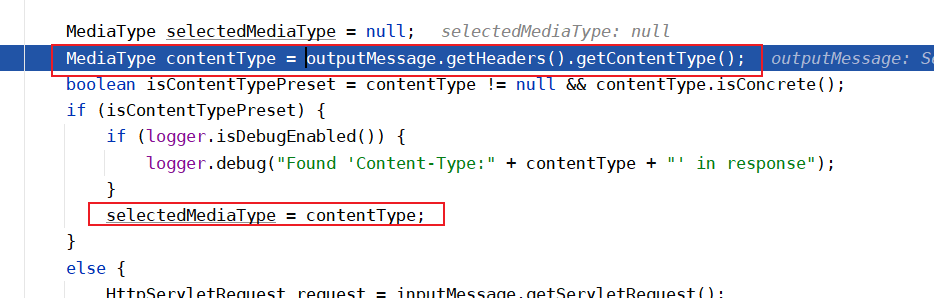 MediaType selectedMediaType = null;   selectedMediaType: null
MediaType contentType = outputMessage.getHeaders().getContentType();   outputMessage: Se
boolean isContentTypePreset = contentType != null && contentType.isConcrete();
if (isContentTypePreset) {
if (logger.isDebugEnabled()) {
logger.debug("Found 'Content-Type:" + contentType + "' in response");
}
selectedMediaType = contentType;
}
else {
HttpServletRequest request = inputMessage.getServletRequest();